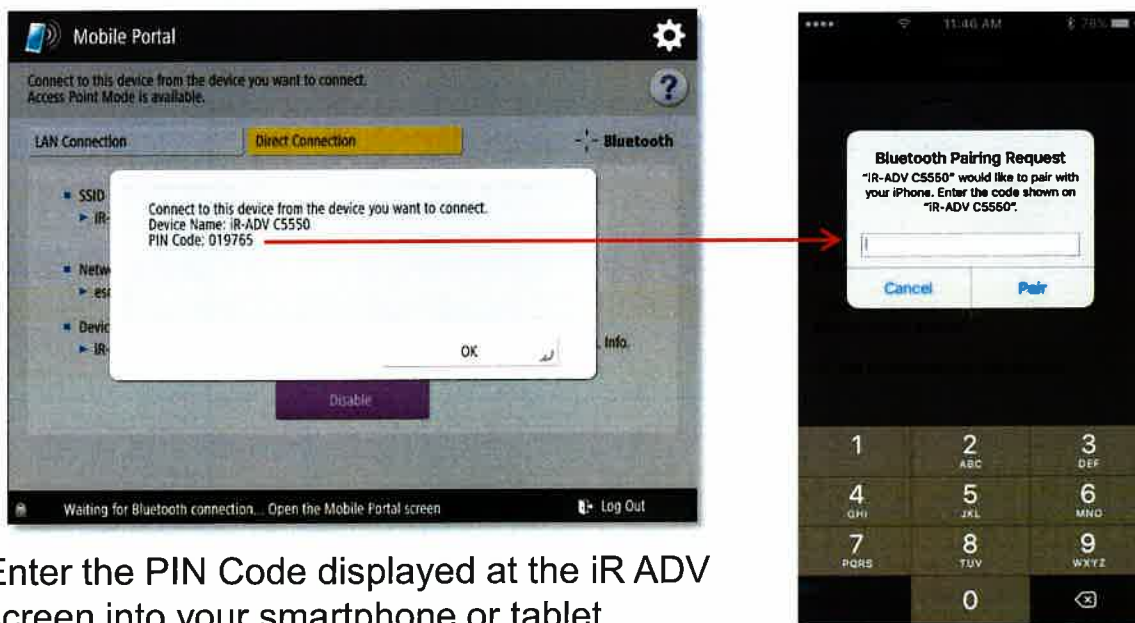 Mobile Portal
Connect to this device from the device you want to connect.
Access Point Mode is available.
?
LAN Connection
Direct Connection
Bluetooth
SSID
iR-
Connect to this device from the device you want to connect.
Device Name: iR-ADV C5550
PIN Code: 019765
Netw
esc
Devic
iR-
Info.
OK
Disable
Waiting for Bluetooth connection... Open the Mobile Portal screen
Log Out
11:46 AM
78%
Bluetooth Pairing Request
"iR-ADV C5550" would like to pair with
your iPhone. Enter the code shown on
"iR-ADV C5550".
Cancel
Pair
1
2
ABC
3
DEF
4
GHI
5
JKL
6
MNO
7
PQRS
8
TUV
9
WXYZ
0
Enter the PIN Code displayed at the iR ADV
screen into your smartphone or tablet